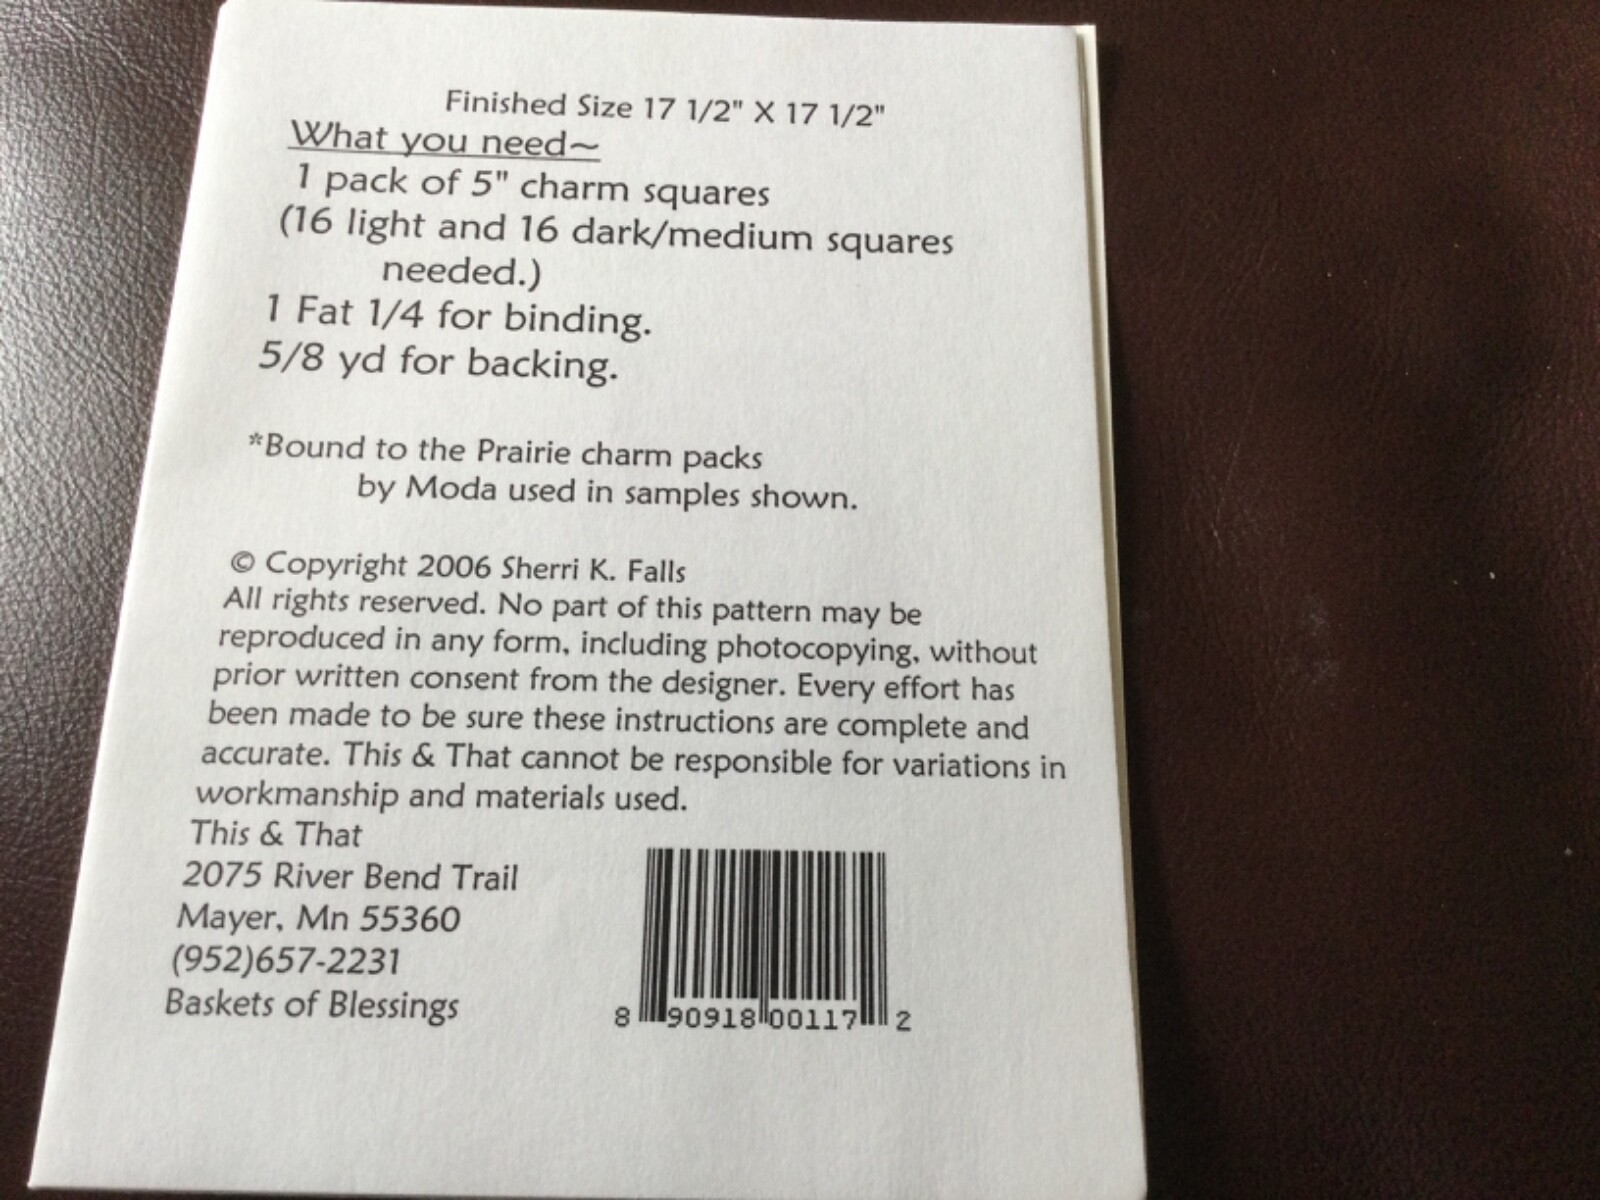 Finished Size 17 1/2" X 17 1/2"
What you need~
1 pack of 5" charm squares
(16 light and 16 dark/medium squares
needed.)
1 Fat 1/4 for binding.
5/8 yd for backing.
*Bound to the Prairie charm packs
by Moda used in samples shown.
© Copyright 2006 Sherri K. Falls
All rights reserved. No part of this pattern may be
reproduced in any form, including photocopying, without
prior written consent from the designer. Every effort has
been made to be sure these instructions are complete and
accurate. This & That cannot be responsible for variations in
workmanship and materials used.
This & That
2075 River Bend Trail
Mayer, Mn 55360
(952)657-2231
Baskets of Blessings
8 90918 00117 2